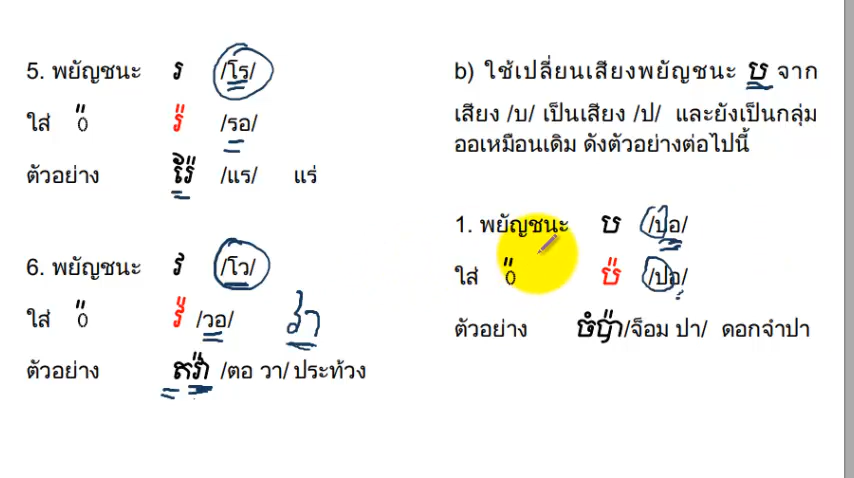 5. พยัญชนะ រ /โร/
ใส่ ◌៉ រ៉ /รอ/
ตัวอย่าง រ៉ែ /แร/ แร่
6. พยัญชนะ វ /โว/
ใส่ ◌៉ វ៉ /วอ/ វា
ตัวอย่าง តវ៉ា /ตอ วา/ ประท้วง
b) ใช้เปลี่ยนเสียงพยัญชนะ ប จาก
เสียง /บ/ เป็นเสียง /ป/ และยังเป็นกลุ่ม
ออเหมือนเดิม ดังตัวอย่างต่อไปนี้
1. พยัญชนะ ប /บอ/
ใส่ ◌៉ ប៉ /ปอ/
ตัวอย่าง ចំប៉ា/จ็อม ปา/ ดอกจำปา